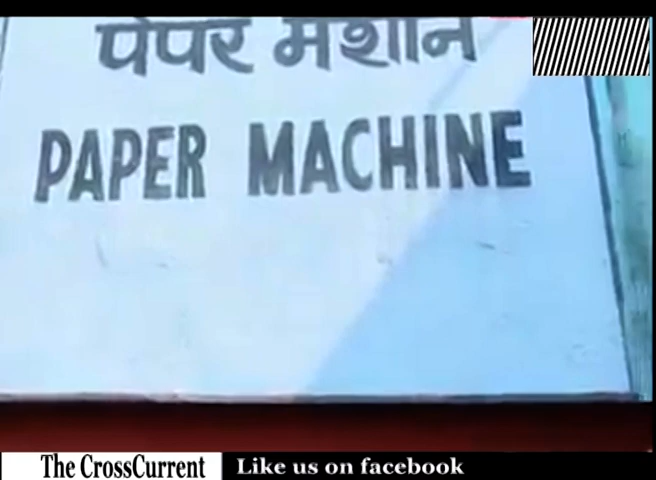 पेपर मशीन
PAPER MACHINE
The CrossCurrent
Like us on facebook